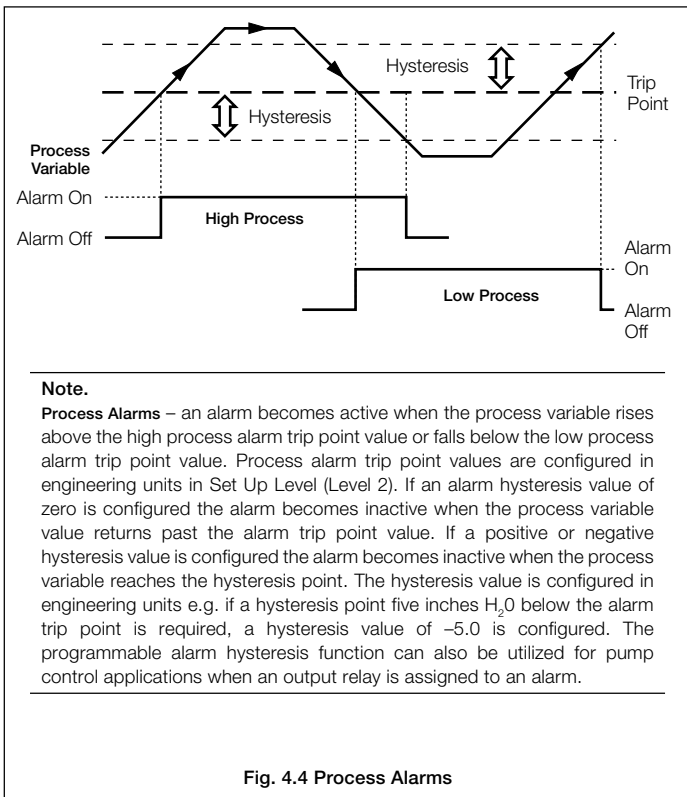 Hysteresis
Trip
Point
Hysteresis
Process
Variable
Alarm On
High Process
Alarm Off
Alarm
On
Low Process
Alarm
Off
Note.
Process Alarms – an alarm becomes active when the process variable rises
above the high process alarm trip point value or falls below the low process
alarm trip point value. Process alarm trip point values are configured in
engineering units in Set Up Level (Level 2). If an alarm hysteresis value of
zero is configured the alarm becomes inactive when the process variable
value returns past the alarm trip point value. If a positive or negative
hysteresis value is configured the alarm becomes inactive when the process
variable reaches the hysteresis point. The hysteresis value is configured in
engineering units e.g. if a hysteresis point five inches H₂0 below the alarm
trip point is required, a hysteresis value of –5.0 is configured. The
programmable alarm hysteresis function can also be utilized for pump
control applications when an output relay is assigned to an alarm.
Fig. 4.4 Process Alarms